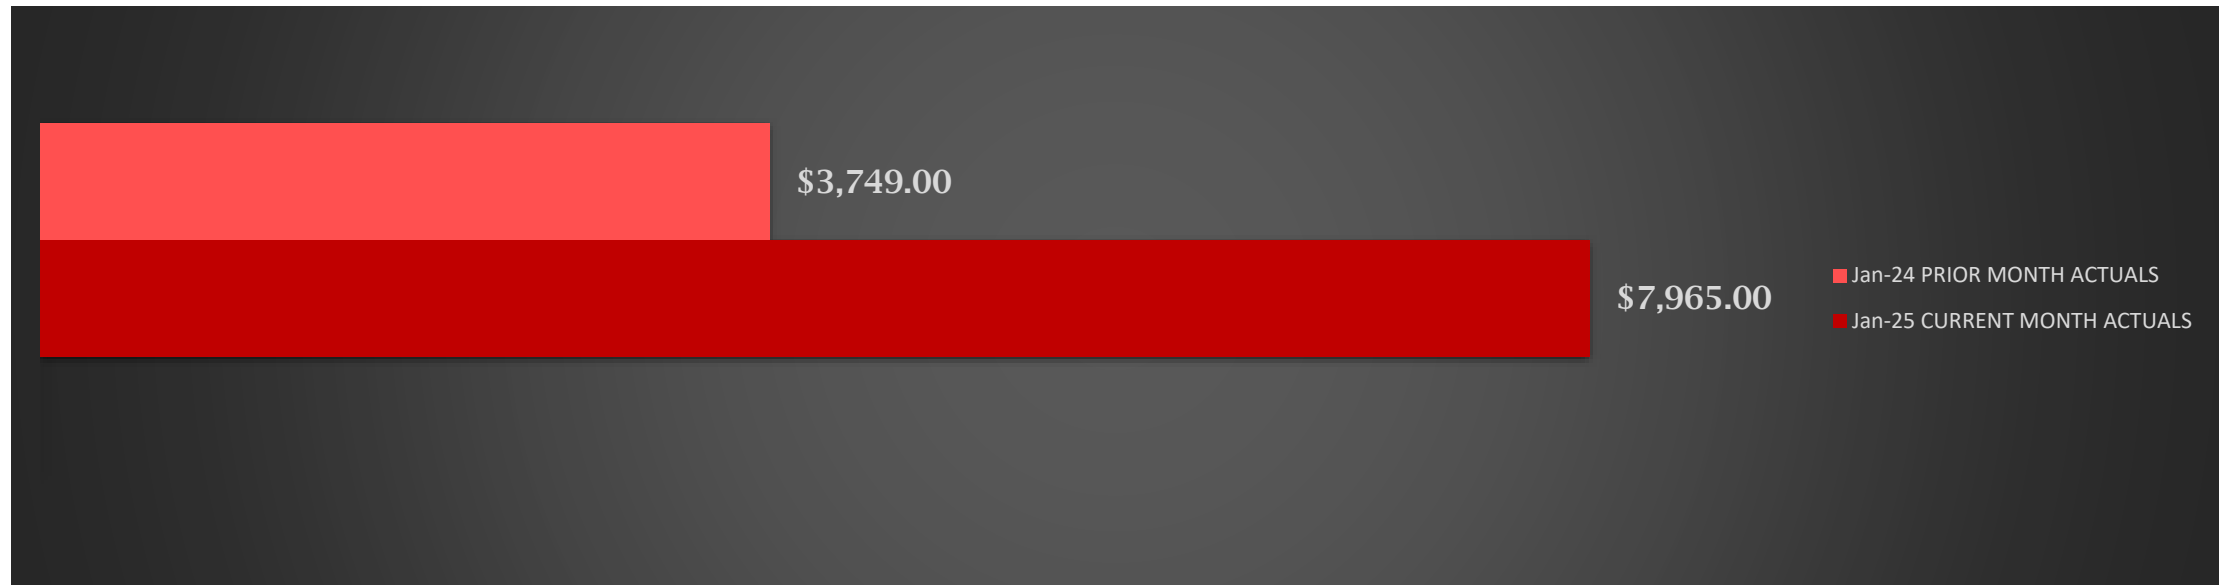 $3,749.00
$7,965.00
Jan-24 PRIOR MONTH ACTUALS
Jan-25 CURRENT MONTH ACTUALS